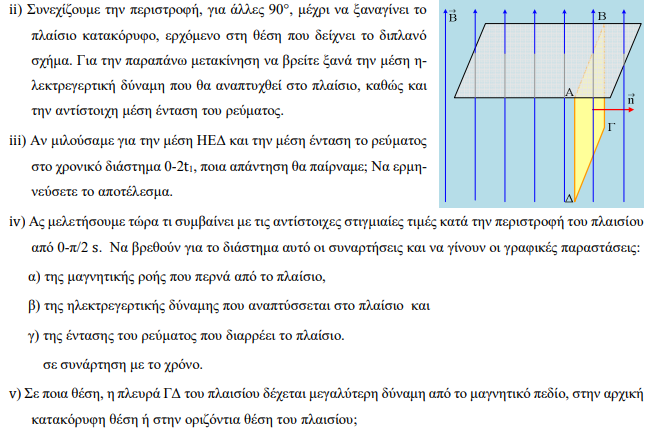 ii) Συνεχίζουμε την περιστροφή, για άλλες 90°, μέχρι να ξαναγίνει το
πλαίσιο κατακόρυφο, ερχόμενο στη θέση που δείχνει το διπλανό
σχήμα. Για την παραπάνω μετακίνηση να βρείτε ξανά την μέση η-
λεκτρεγερτική δύναμη που θα αναπτυχθεί στο πλαίσιο, καθώς και
την αντίστοιχη μέση ένταση του ρεύματος.
iii) Αν μιλούσαμε για την μέση ΗΕΔ και την μέση ένταση το ρεύματος
στο χρονικό διάστημα 0-2t₁, ποια απάντηση θα παίρναμε; Να ερμη-
νεύσετε το αποτέλεσμα.
B
B
A
n
Γ
Δ
iv) Ας μελετήσουμε τώρα τι συμβαίνει με τις αντίστοιχες στιγμιαίες τιμές κατά την περιστροφή του πλαισίου
από 0-π/2 s. Να βρεθούν για το διάστημα αυτό οι συναρτήσεις και να γίνουν οι γραφικές παραστάσεις:
α) της μαγνητικής ροής που περνά από το πλαίσιο,
β) της ηλεκτρεγερτικής δύναμης που αναπτύσσεται στο πλαίσιο και
γ) της έντασης του ρεύματος που διαρρέει το πλαίσιο.
σε συνάρτηση με το χρόνο.
v) Σε ποια θέση, η πλευρά ΓΔ του πλαισίου δέχεται μεγαλύτερη δύναμη από το μαγνητικό πεδίο, στην αρχική
κατακόρυφη θέση ή στην οριζόντια θέση του πλαισίου;